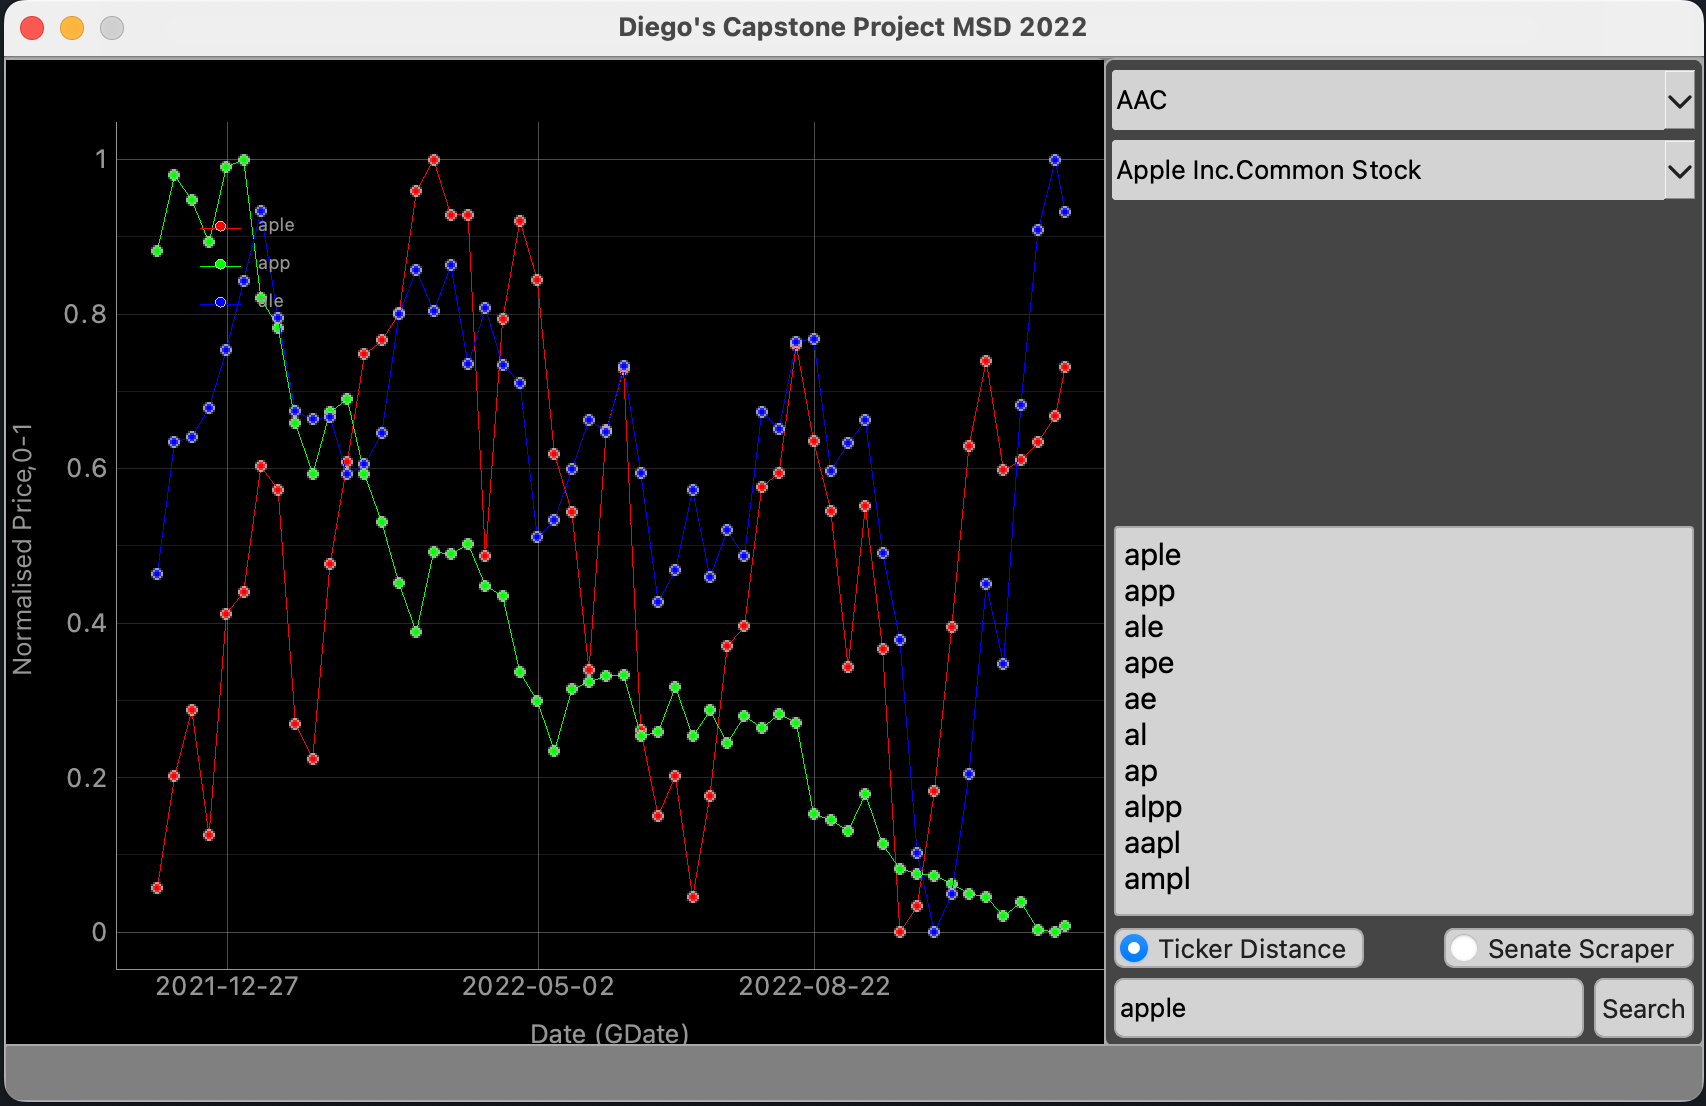 Diego's Capstone Project MSD 2022
AAC
Apple Inc.Common Stock
1
0.8
0.6
0.4
0.2
0
Normalised Price,0-1
aple
app
ale
2021-12-27
2022-05-02
2022-08-22
Date (GDate)
aple
app
ale
ape
ae
al
ap
alpp
aapl
ampl
Ticker Distance
Senate Scraper
apple
Search